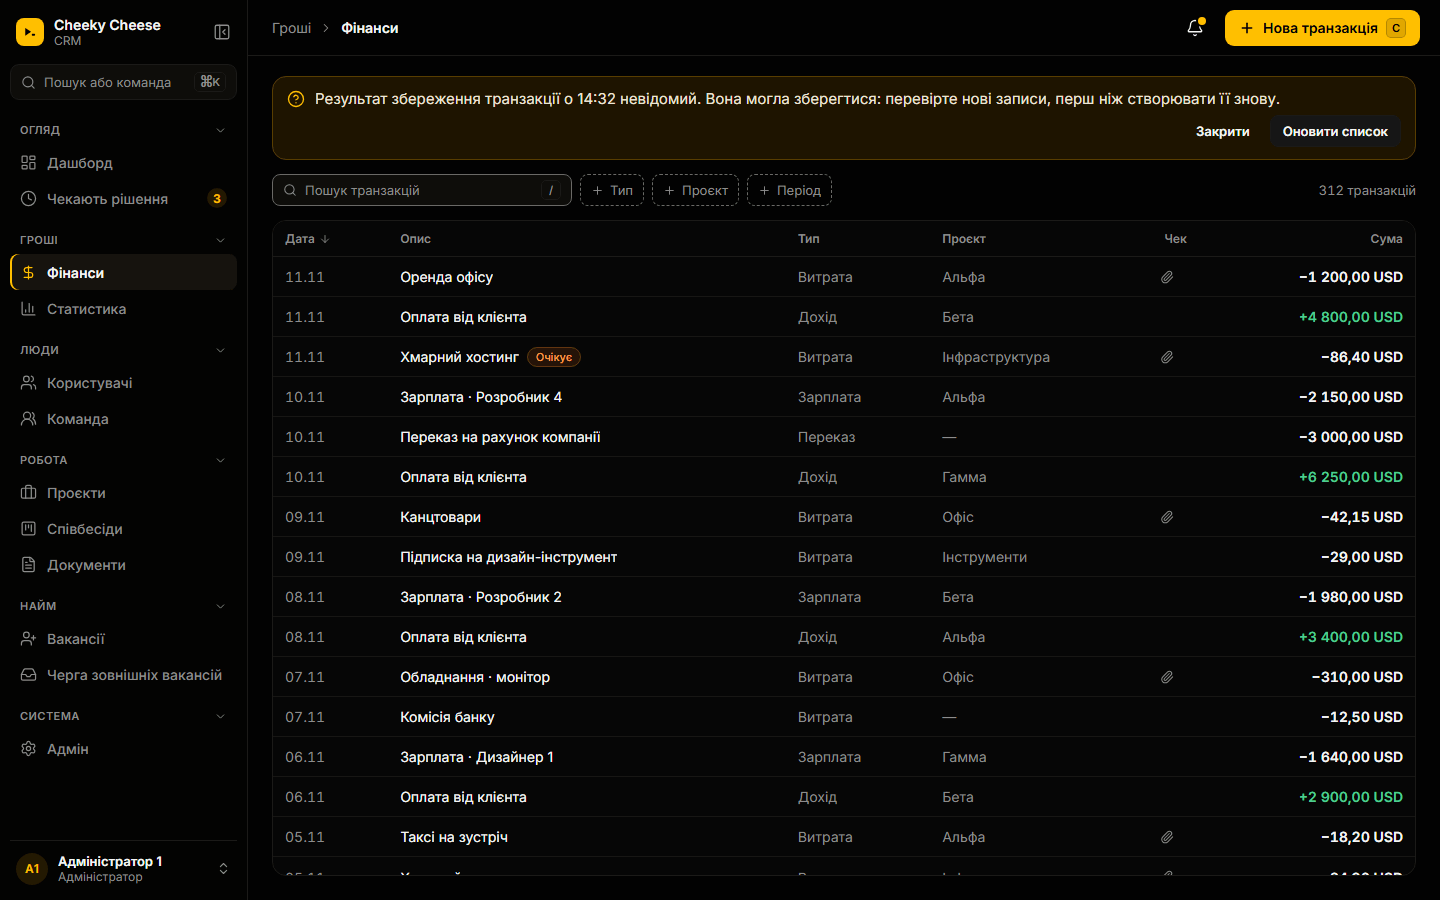 Cheeky Cheese
CRM
Пошук або команда ⌘K
ОГЛЯД
Дашборд
Чекають рішення 3
ГРОШІ
Фінанси
Статистика
ЛЮДИ
Користувачі
Команда
РОБОТА
Проєкти
Співбесіди
Документи
НАЙМ
Вакансії
Черга зовнішніх вакансій
СИСТЕМА
Адмін
A1 Адміністратор 1
Адміністратор
Гроші > Фінанси
+ Нова транзакція C
Результат збереження транзакції о 14:32 невідомий. Вона могла зберегтися: перевірте нові записи, перш ніж створювати її знову.
Закрити Оновити список
Пошук транзакцій / + Тип + Проєкт + Період 312 транзакцій
Дата ↓ Опис Тип Проєкт Чек Сума
11.11 Оренда офісу Витрата Альфа −1 200,00 USD
11.11 Оплата від клієнта Дохід Бета +4 800,00 USD
11.11 Хмарний хостинг Очікує Витрата Інфраструктура −86,40 USD
10.11 Зарплата · Розробник 4 Зарплата Альфа −2 150,00 USD
10.11 Переказ на рахунок компанії Переказ — −3 000,00 USD
10.11 Оплата від клієнта Дохід Гамма +6 250,00 USD
09.11 Канцтовари Витрата Офіс −42,15 USD
09.11 Підписка на дизайн-інструмент Витрата Інструменти −29,00 USD
08.11 Зарплата · Розробник 2 Зарплата Бета −1 980,00 USD
08.11 Оплата від клієнта Дохід Альфа +3 400,00 USD
07.11 Обладнання · монітор Витрата Офіс −310,00 USD
07.11 Комісія банку Витрата — −12,50 USD
06.11 Зарплата · Дизайнер 1 Зарплата Гамма −1 640,00 USD
06.11 Оплата від клієнта Дохід Бета +2 900,00 USD
05.11 Таксі на зустріч Витрата Альфа −18,20 USD